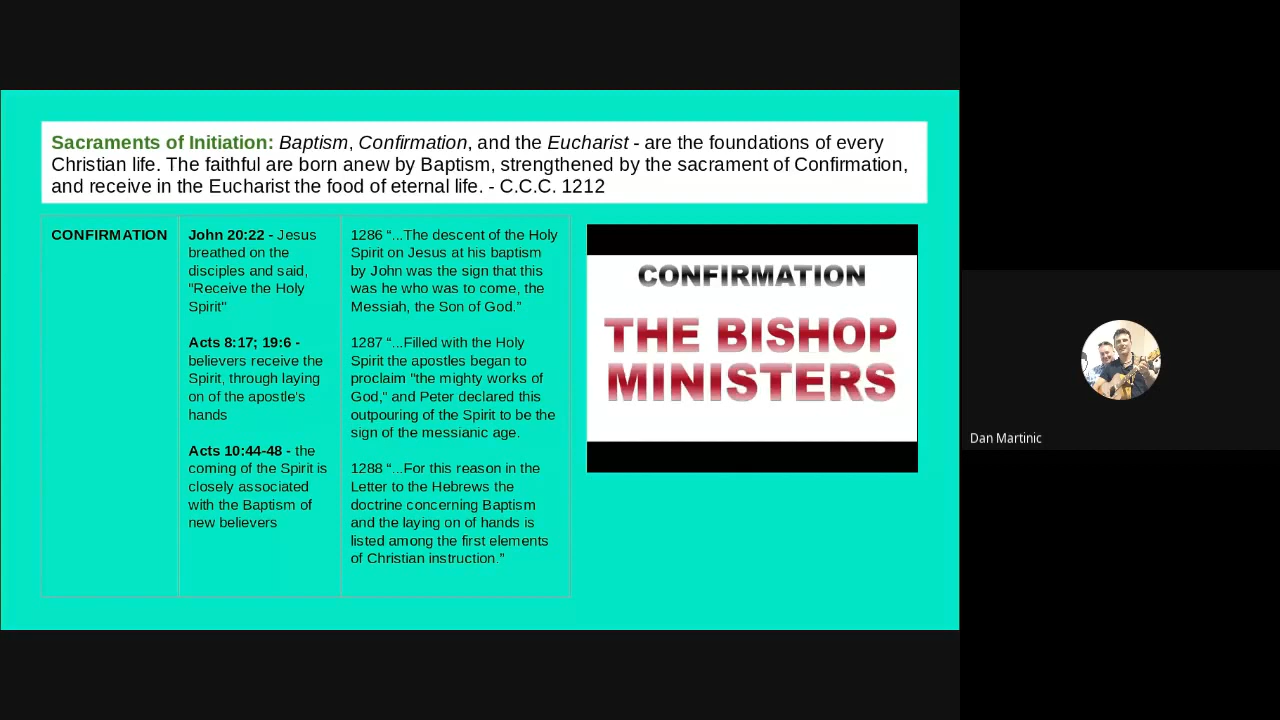 Sacraments of Initiation: Baptism, Confirmation, and the Eucharist - are the foundations of every
Christian life. The faithful are born anew by Baptism, strengthened by the sacrament of Confirmation,
and receive in the Eucharist the food of eternal life. - C.C.C. 1212
CONFIRMATION
John 20:22 - Jesus
breathed on the
disciples and said,
"Receive the Holy
Spirit"
Acts 8:17; 19:6 -
believers receive the
Spirit, through laying
on of the apostle's
hands
Acts 10:44-48 - the
coming of the Spirit is
closely associated
with the Baptism of
new believers
1286 “...The descent of the Holy
Spirit on Jesus at his baptism
by John was the sign that this
was he who was to come, the
Messiah, the Son of God.”
1287 “...Filled with the Holy
Spirit the apostles began to
proclaim "the mighty works of
God," and Peter declared this
outpouring of the Spirit to be the
sign of the messianic age.
1288 “...For this reason in the
Letter to the Hebrews the
doctrine concerning Baptism
and the laying on of hands is
listed among the first elements
of Christian instruction.”
CONFIRMATION
THE BISHOP
MINISTERS
Dan Martinic